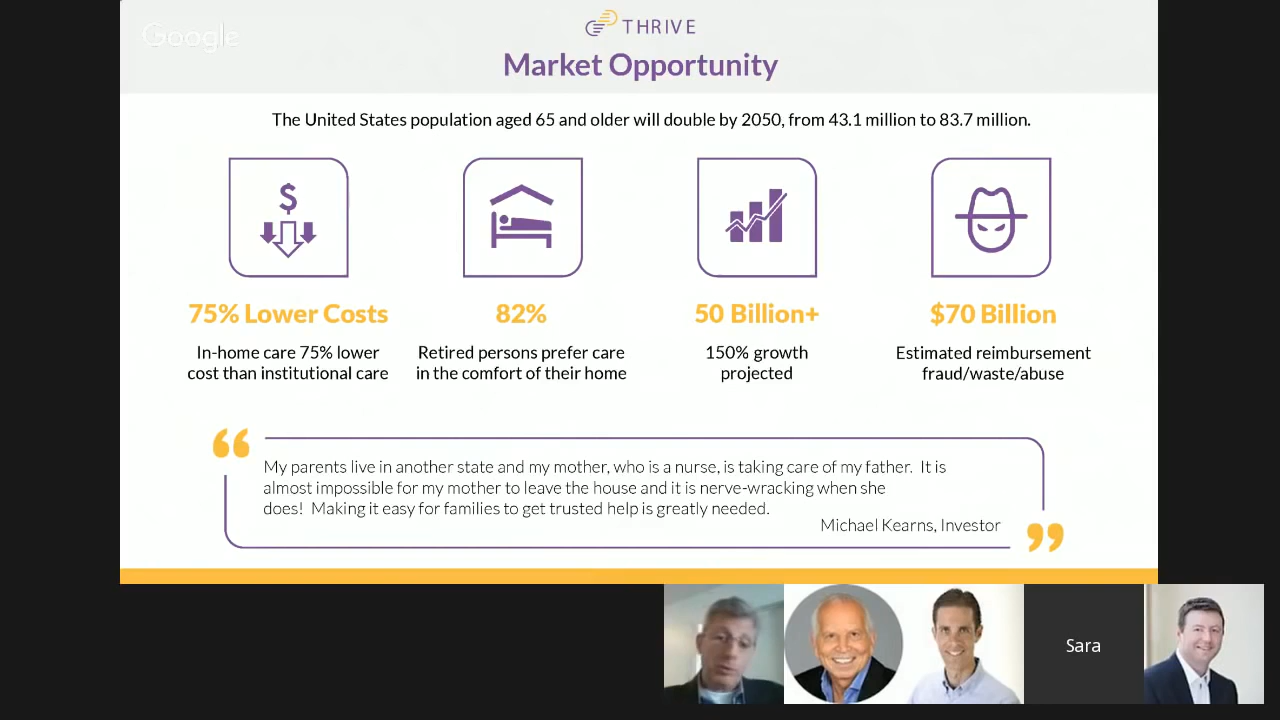 Google
THRIVE
Market Opportunity
The United States population aged 65 and older will double by 2050, from 43.1 million to 83.7 million.
$
75% Lower Costs
In-home care 75% lower
cost than institutional care
82%
Retired persons prefer care
in the comfort of their home
50 Billion+
150% growth
projected
$70 Billion
Estimated reimbursement
fraud/waste/abuse
“
My parents live in another state and my mother, who is a nurse, is taking care of my father.  It is
almost impossible for my mother to leave the house and it is nerve-wracking when she
does!  Making it easy for families to get trusted help is greatly needed.
Michael Kearns, Investor
”
Sara